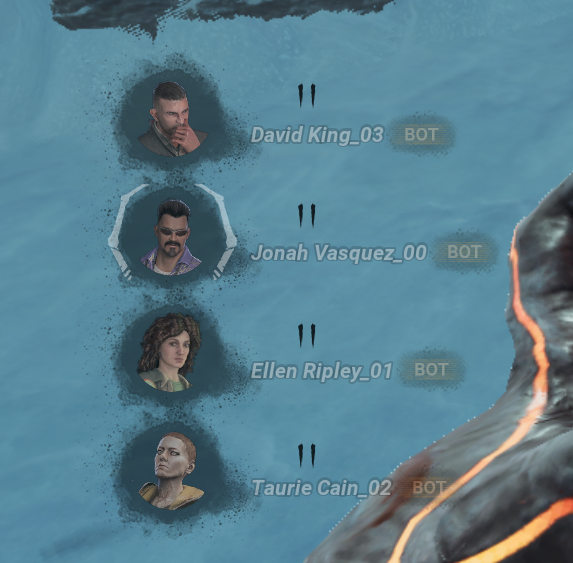 David King_03 BOT
Jonah Vasquez_00 BOT
Ellen Ripley_01 BOT
Taurie Cain_02 BOT